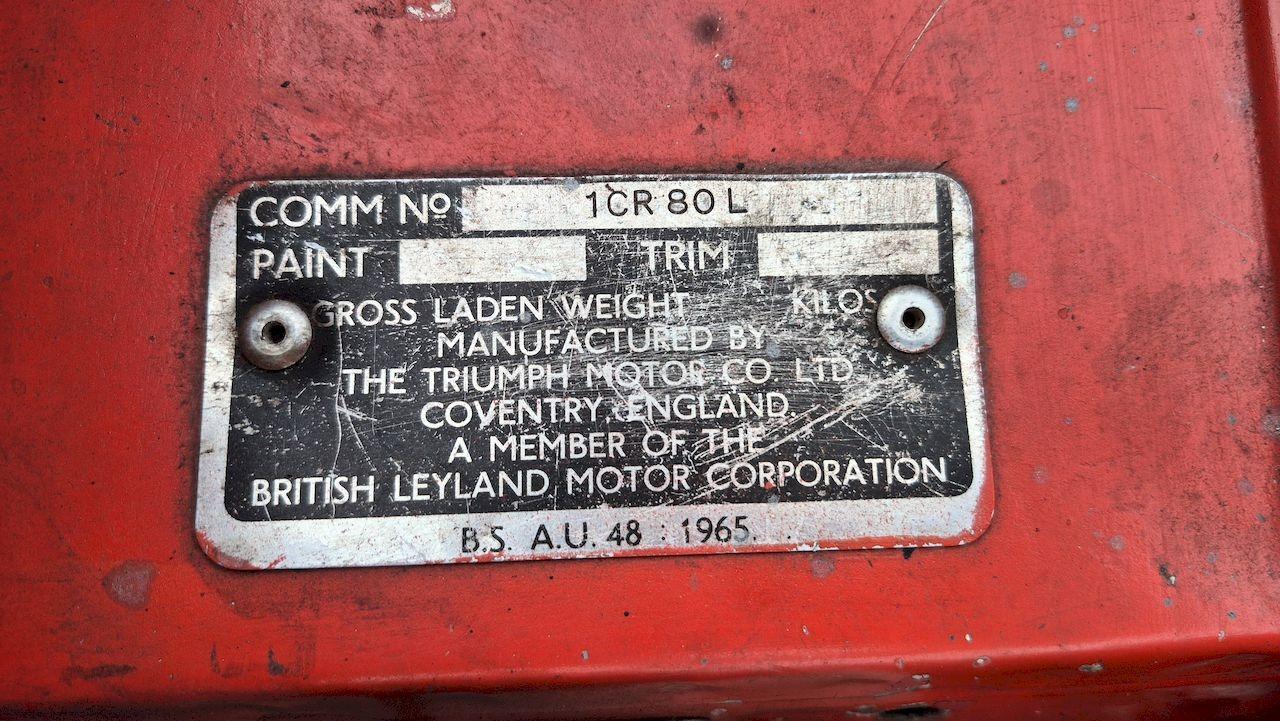 COMM Nº 1CR 80 L
PAINT TRIM
GROSS LADEN WEIGHT KILOS
MANUFACTURED BY
THE TRIUMPH MOTOR CO. LTD
COVENTRY, ENGLAND.
A MEMBER OF THE
BRITISH LEYLAND MOTOR CORPORATION
B.S. A.U. 48 : 1965.